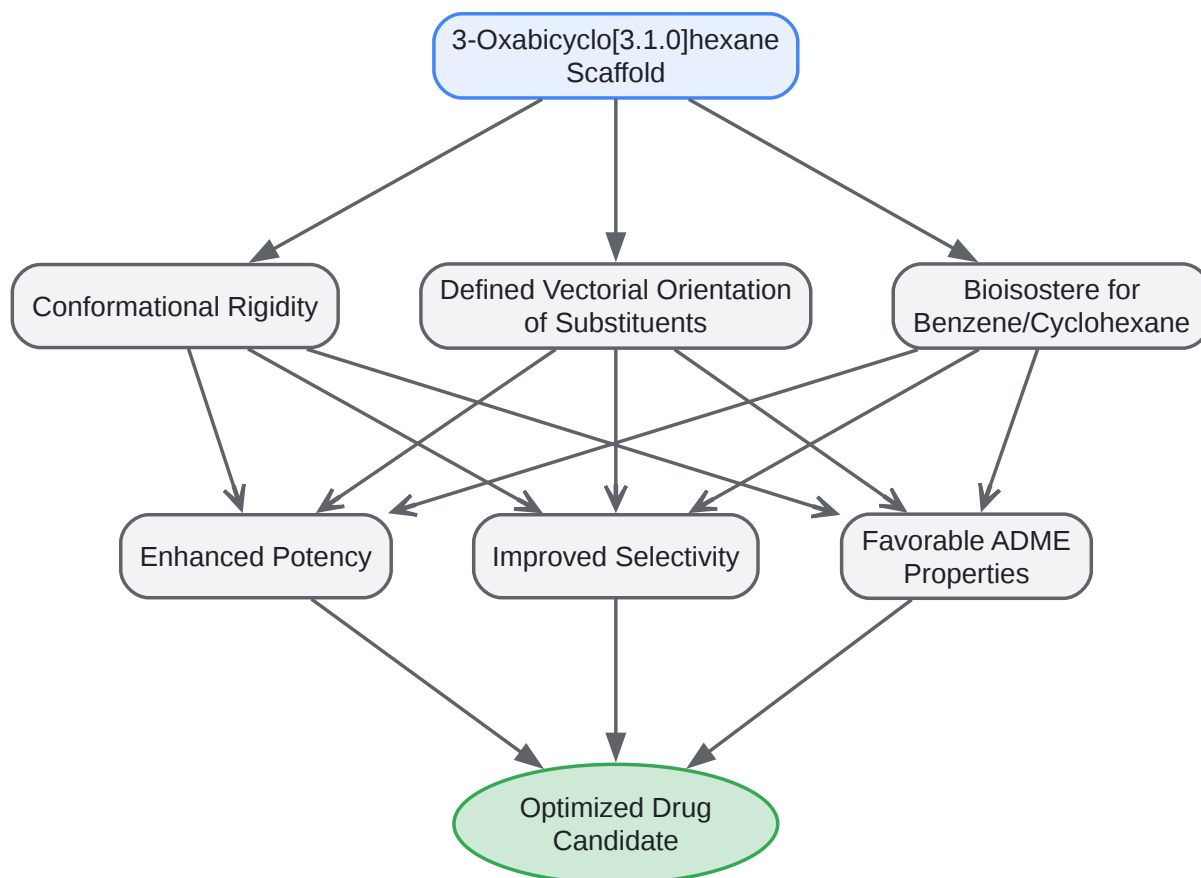 3-Oxabicyclo[3.1.0]hexane
Scaffold
Conformational Rigidity
Defined Vectorial Orientation
of Substituents
Bioisostere for
Benzene/Cyclohexane
Enhanced Potency
Improved Selectivity
Favorable ADME
Properties
Optimized Drug
Candidate